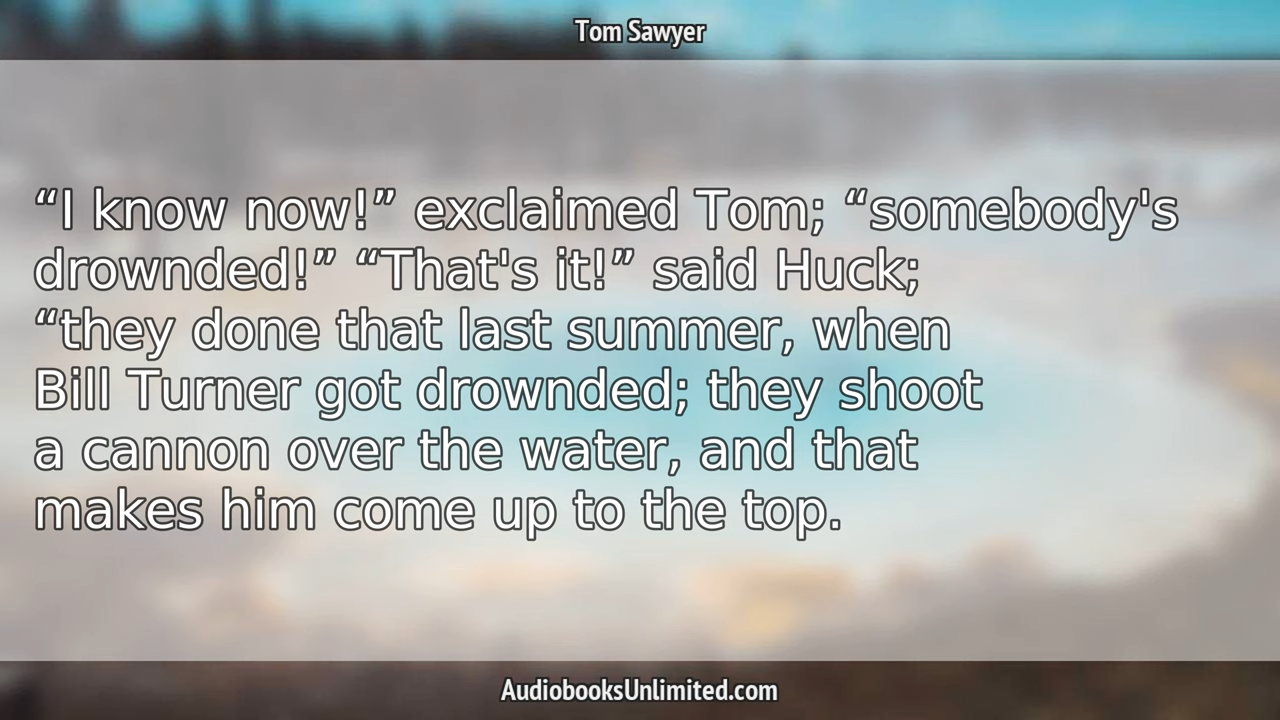 Tom Sawyer
“I know now!” exclaimed Tom; “somebody's
drownded!” “That's it!” said Huck;
“they done that last summer, when
Bill Turner got drownded; they shoot
a cannon over the water, and that
makes him come up to the top.
AudiobooksUnlimited.com